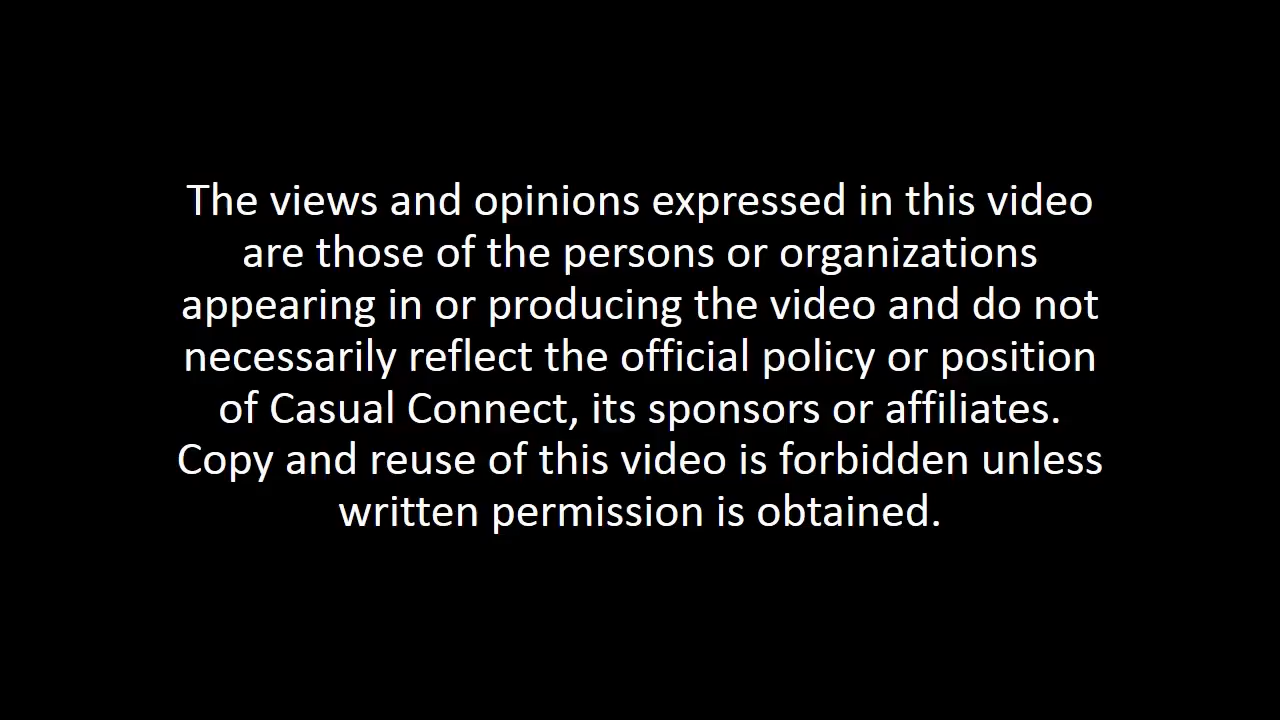 The views and opinions expressed in this video
are those of the persons or organizations
appearing in or producing the video and do not
necessarily reflect the official policy or position
of Casual Connect, its sponsors or affiliates.
Copy and reuse of this video is forbidden unless
written permission is obtained.